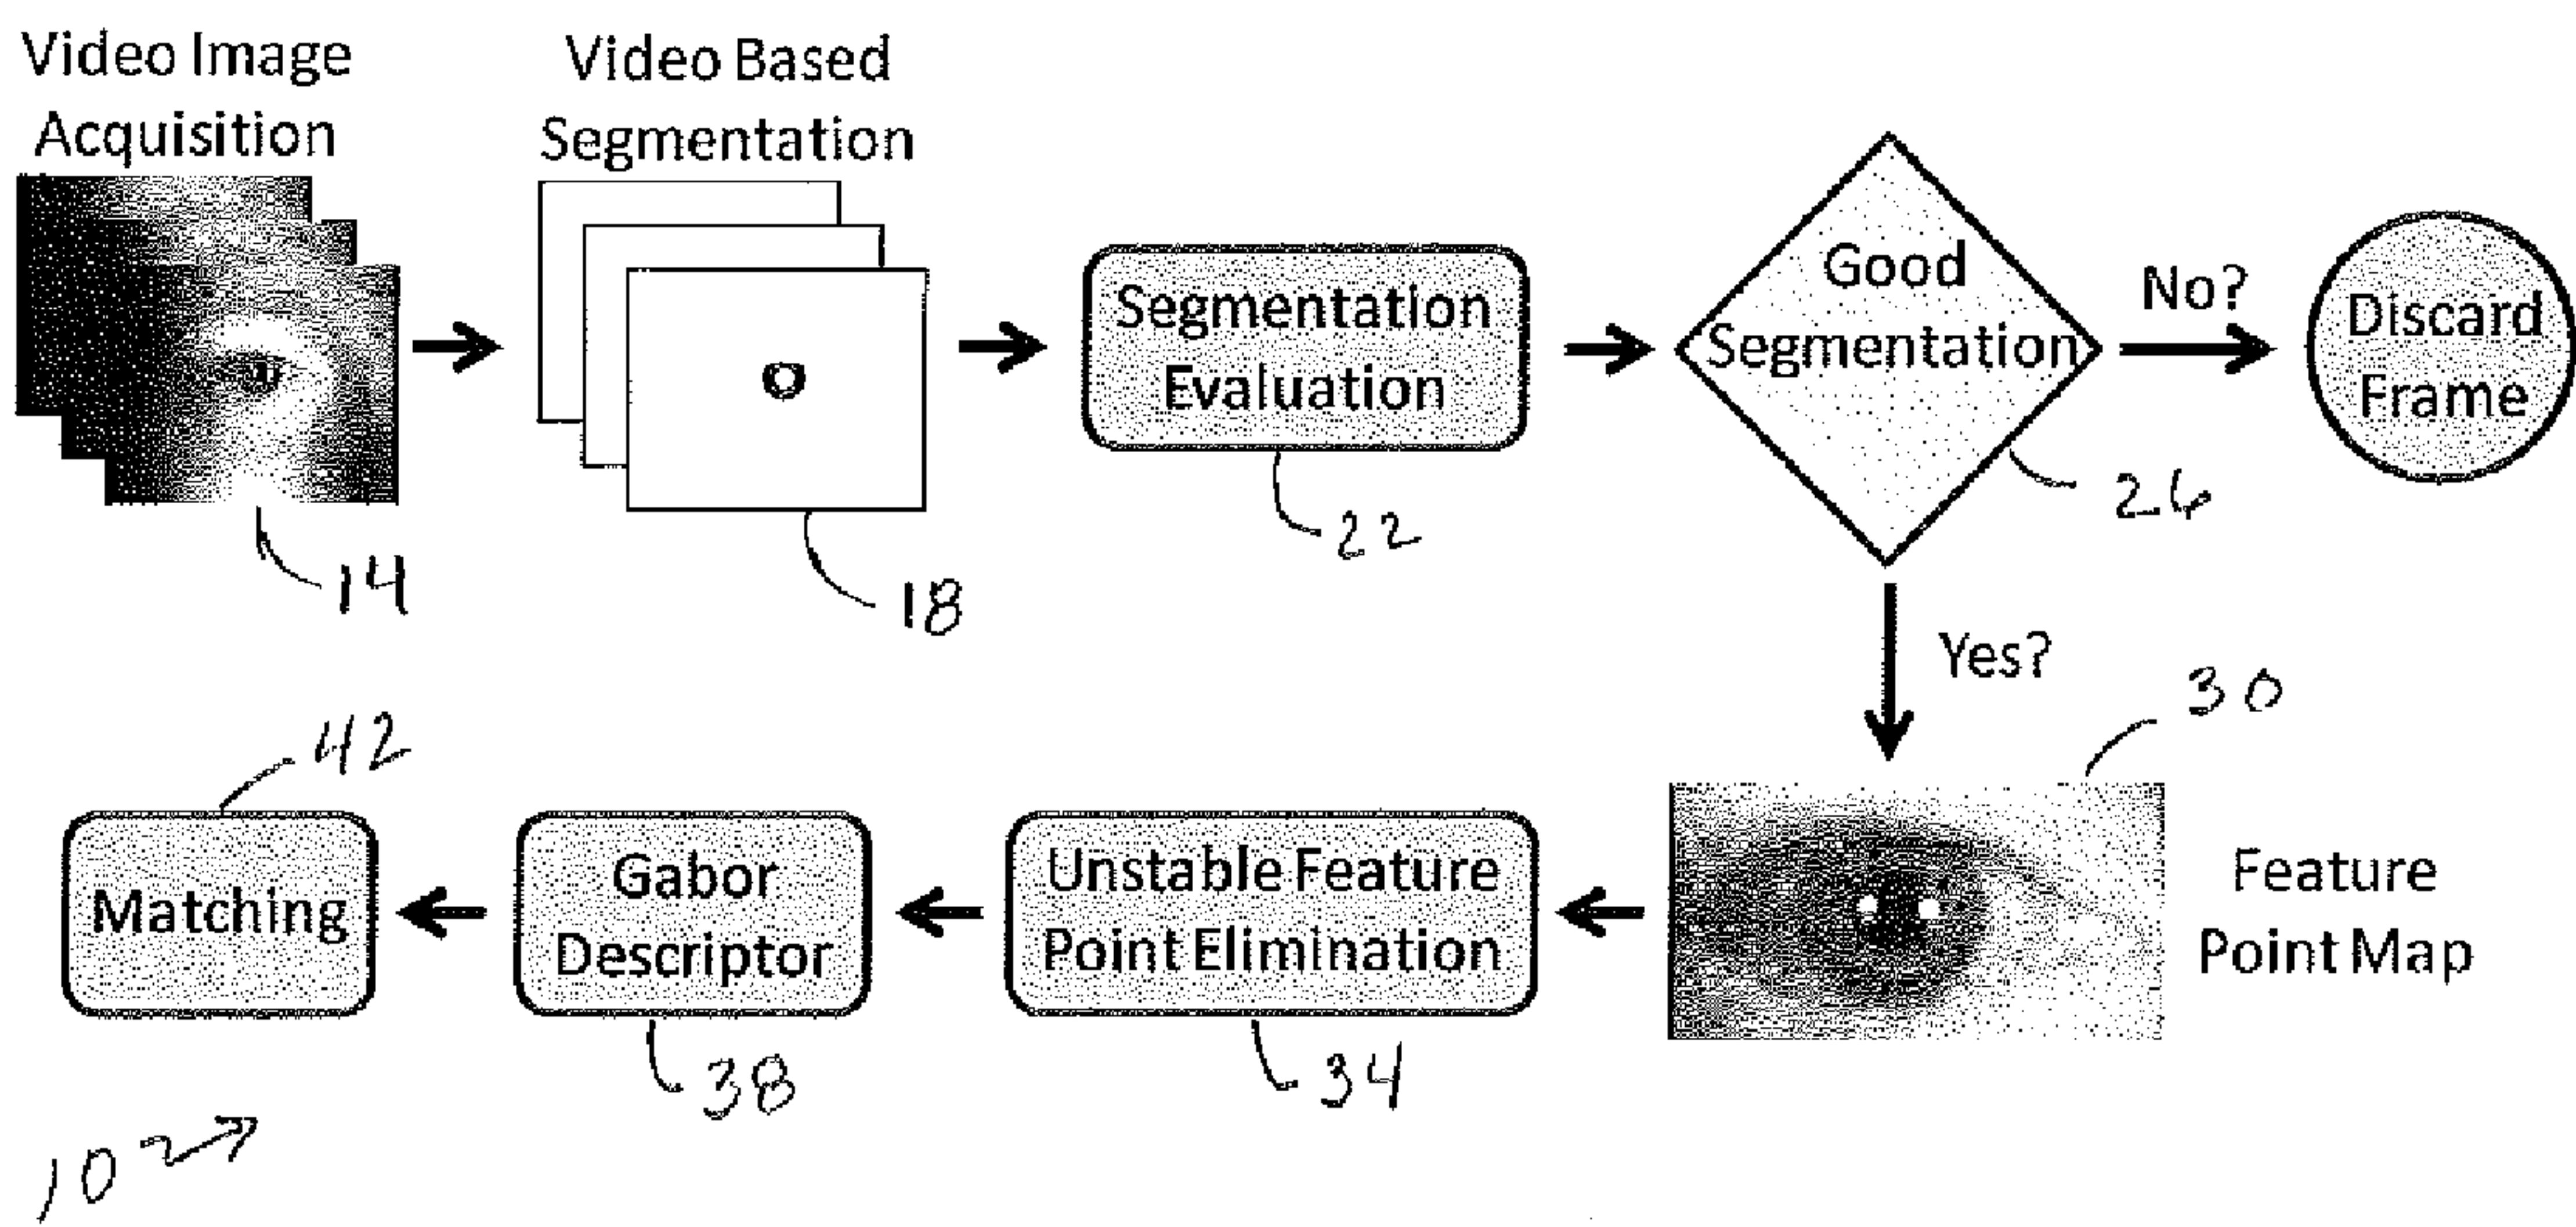 Video Image
Acquisition
Video Based
Segmentation
Segmentation
Evaluation
Good
Segmentation
No?
Discard
Frame
14
18
22
26
Yes?
30
Feature
Point Map
Unstable Feature
Point Elimination
34
Gabor
Descriptor
38
Matching
42
10